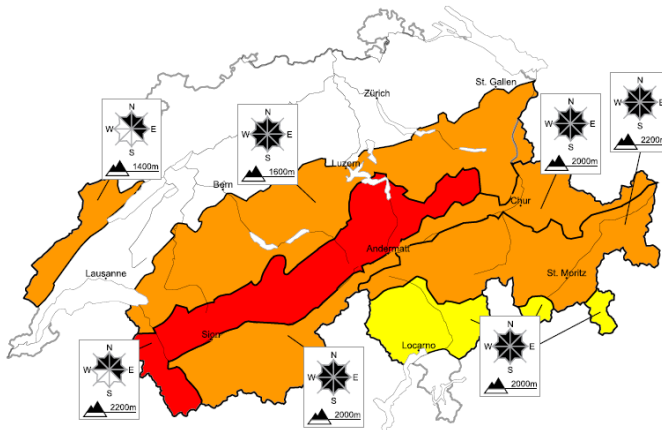 St. Gallen
Zürich
N
W E
S
2200m
N
W E
S
1400m
N
W E
S
1600m
N
W E
S
2000m
Luzern
Bern
Chur
Andermatt
Lausanne
St. Moritz
Sion
Locarno
N
W E
S
2200m
N
W E
S
2000m
N
W E
S
2000m